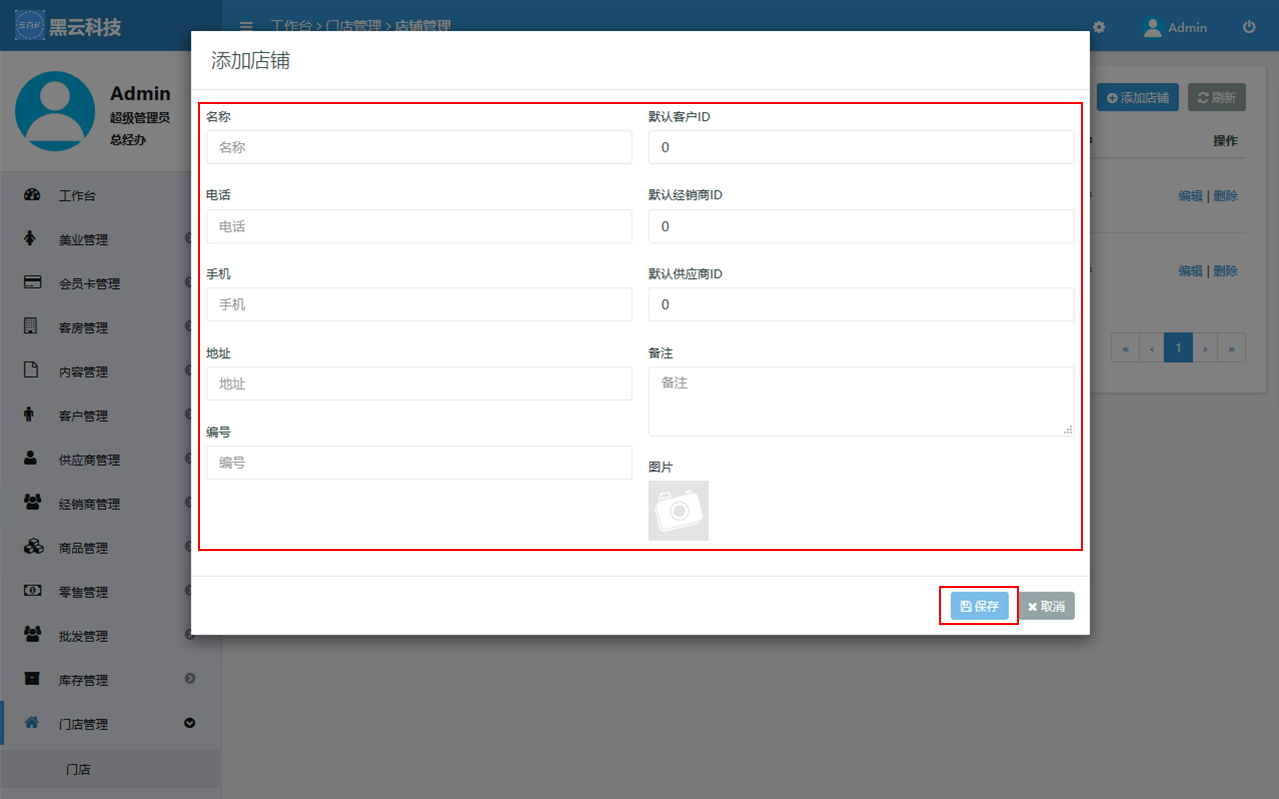 黑云科技
工作台 > 门店管理 > 店铺管理
Admin
Admin
超级管理员
总经办
工作台
美业管理
会员卡管理
客房管理
内容管理
客户管理
供应商管理
经销商管理
商品管理
零售管理
批发管理
库存管理
门店管理
门店
添加店铺
名称
名称
电话
电话
手机
手机
地址
地址
编号
编号
默认客户ID
0
默认经销商ID
0
默认供应商ID
0
备注
备注
图片
保存
取消
添加店铺
刷新
操作
编辑 | 删除
编辑 | 删除
« ‹ 1 › »